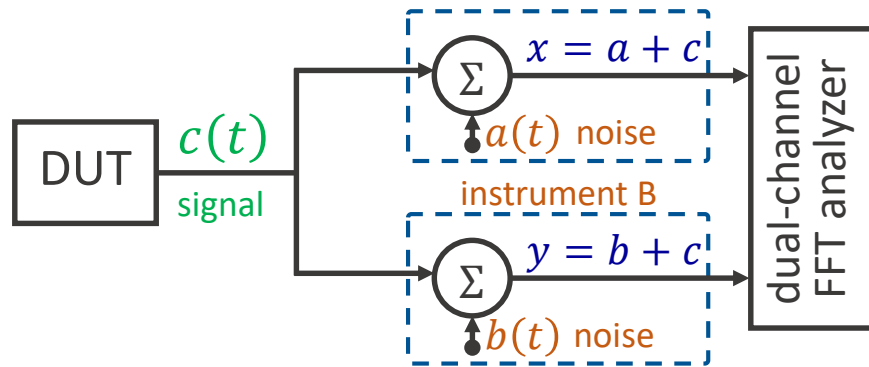 DUT
c(t)
signal
Σ
x = a + c
a(t) noise
instrument B
Σ
y = b + c
b(t) noise
dual-channel
FFT analyzer